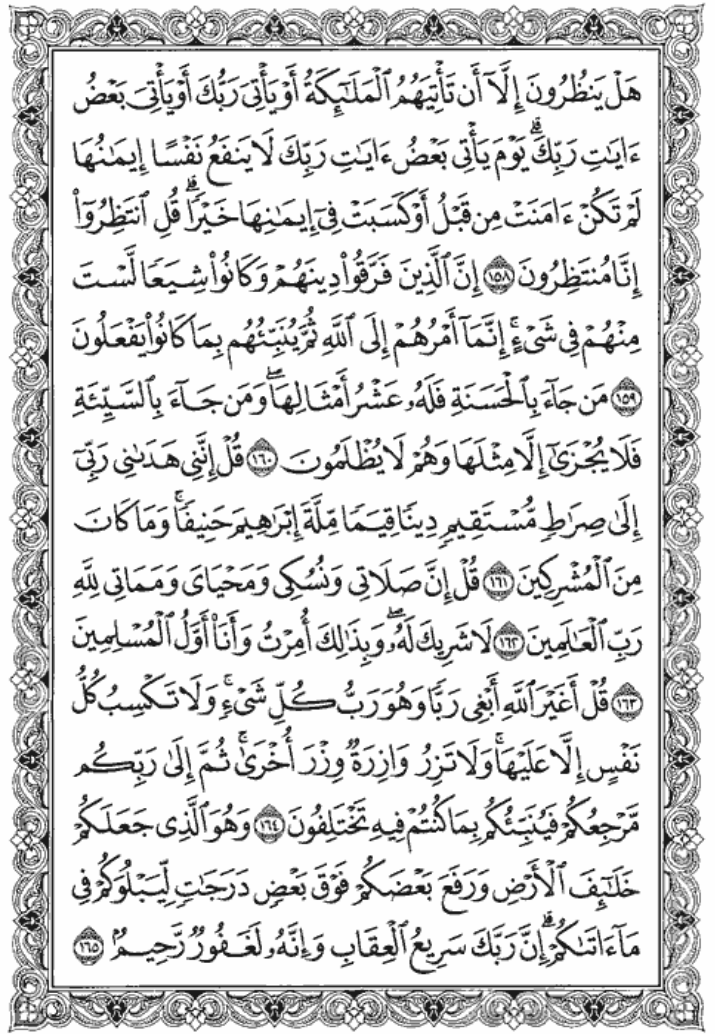 هَلۡ يَنظُرُونَ إِلَّآ أَن تَأۡتِيَهُمُ ٱلۡمَلَٰٓئِكَةُ أَوۡ يَأۡتِيَ رَبُّكَ أَوۡ يَأۡتِيَ بَعۡضُ
ءَايَٰتِ رَبِّكَۗ يَوۡمَ يَأۡتِي بَعۡضُ ءَايَٰتِ رَبِّكَ لَا يَنفَعُ نَفۡسًا إِيمَٰنُهَا
لَمۡ تَكُنۡ ءَامَنَتۡ مِن قَبۡلُ أَوۡ كَسَبَتۡ فِيٓ إِيمَٰنِهَا خَيۡرٗاۗ قُلِ ٱنتَظِرُوٓاْ
إِنَّا مُنتَظِرُونَ ١٥٨ إِنَّ ٱلَّذِينَ فَرَّقُواْ دِينَهُمۡ وَكَانُواْ شِيَعٗا لَّسۡتَ
مِنۡهُمۡ فِي شَيۡءٍۚ إِنَّمَآ أَمۡرُهُمۡ إِلَى ٱللَّهِ ثُمَّ يُنَبِّئُهُم بِمَا كَانُواْ يَفۡعَلُونَ
١٥٩ مَن جَآءَ بِٱلۡحَسَنَةِ فَلَهُۥ عَشۡرُ أَمۡثَالِهَاۖ وَمَن جَآءَ بِٱلسَّيِّئَةِ
فَلَا يُجۡزَىٰٓ إِلَّا مِثۡلَهَا وَهُمۡ لَا يُظۡلَمُونَ ١٦٠ قُلۡ إِنَّنِي هَدَىٰنِي رَبِّيٓ
إِلَىٰ صِرَٰطٖ مُّسۡتَقِيمٖ دِينٗا قِيَمٗا مِّلَّةَ إِبۡرَٰهِيمَ حَنِيفٗاۚ وَمَا كَانَ
مِنَ ٱلۡمُشۡرِكِينَ ١٦١ قُلۡ إِنَّ صَلَاتِي وَنُسُكِي وَمَحۡيَايَ وَمَمَاتِي لِلَّهِ
رَبِّ ٱلۡعَٰلَمِينَ ١٦٢ لَا شَرِيكَ لَهُۥۖ وَبِذَٰلِكَ أُمِرۡتُ وَأَنَا۠ أَوَّلُ ٱلۡمُسۡلِمِينَ
١٦٣ قُلۡ أَغَيۡرَ ٱللَّهِ أَبۡغِي رَبّٗا وَهُوَ رَبُّ كُلِّ شَيۡءٖۚ وَلَا تَكۡسِبُ كُلُّ
نَفۡسٍ إِلَّا عَلَيۡهَاۚ وَلَا تَزِرُ وَازِرَةٞ وِزۡرَ أُخۡرَىٰۚ ثُمَّ إِلَىٰ رَبِّكُم
مَّرۡجِعُكُمۡ فَيُنَبِّئُكُم بِمَا كُنتُمۡ فِيهِ تَخۡتَلِفُونَ ١٦٤ وَهُوَ ٱلَّذِي جَعَلَكُمۡ
خَلَٰٓئِفَ ٱلۡأَرۡضِ وَرَفَعَ بَعۡضَكُمۡ فَوۡقَ بَعۡضٖ دَرَجَٰتٖ لِّيَبۡلُوَكُمۡ فِي
مَآ ءَاتَىٰكُمۡۗ إِنَّ رَبَّكَ سَرِيعُ ٱلۡعِقَابِ وَإِنَّهُۥ لَغَفُورٞ رَّحِيمُۢ ١٦٥